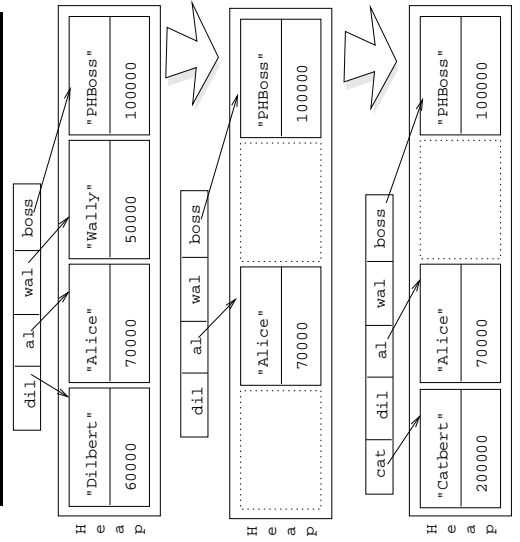 dil al wal boss
Heap
"Dilbert" "Alice" "Wally" "PHBoss"
60000 70000 50000 100000
dil al wal boss
Heap
"Alice" "PHBoss"
70000 100000
cat dil al wal boss
Heap
"Catbert" "Alice" "PHBoss"
200000 70000 100000